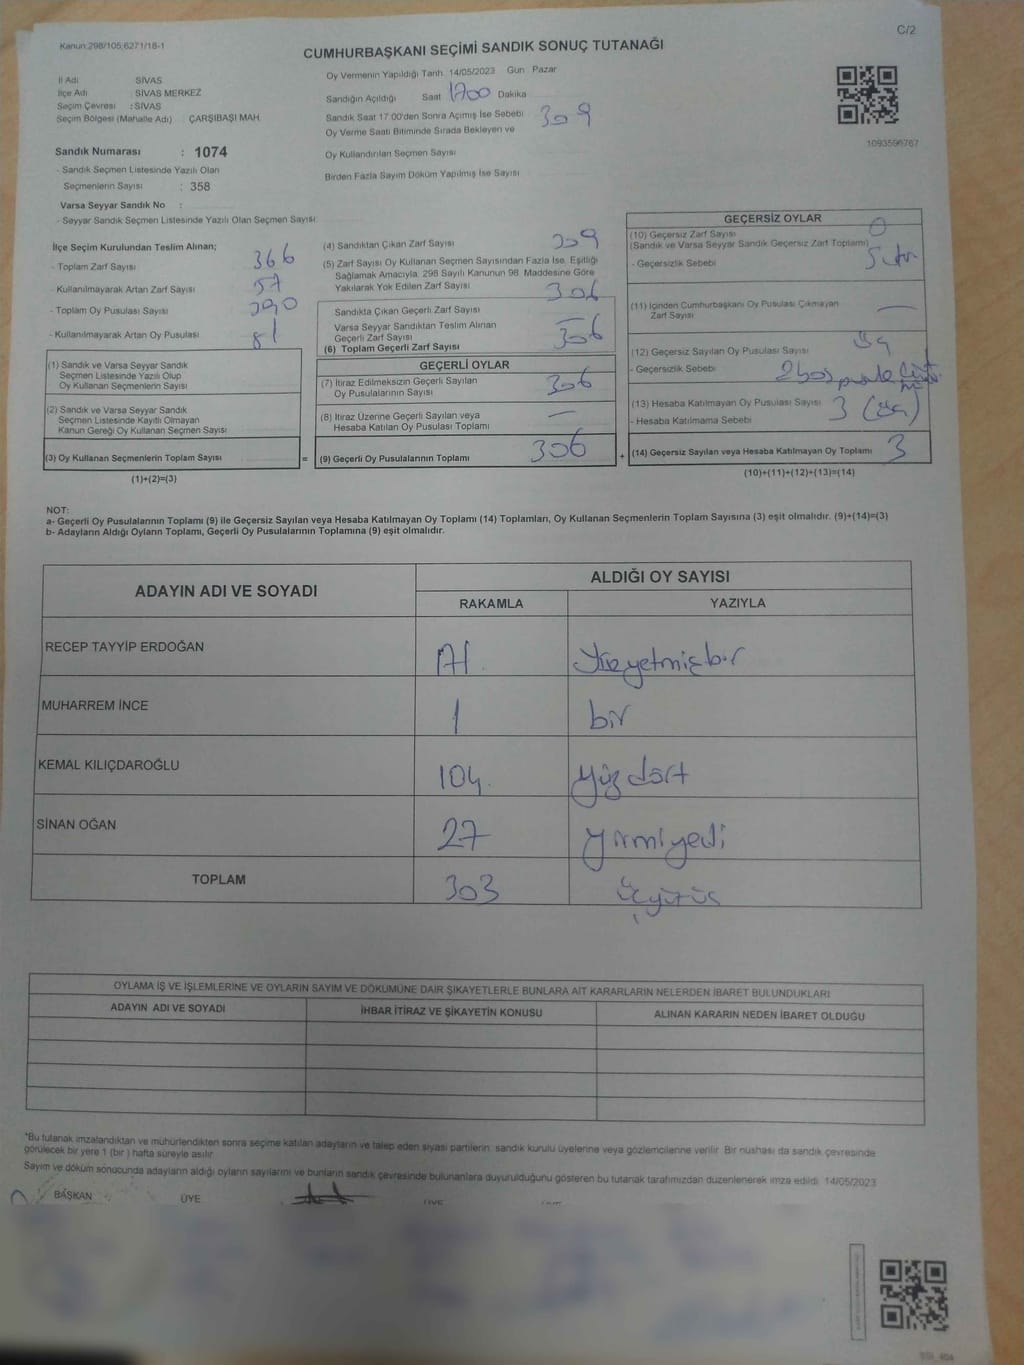 Kanun:298/105;6271/18-1
C/2
CUMHURBAŞKANI SEÇİMİ SANDIK SONUÇ TUTANAĞI
İl Adı SİVAS
İlçe Adı : SİVAS MERKEZ
Seçim Çevresi : SİVAS
Seçim Bölgesi (Mahalle Adı) : ÇARŞIBAŞI MAH.
Oy Vermenin Yapıldığı Tarih 14/05/2023 Gün Pazar
Sandığın Açıldığı Saat 1700 Dakika
Sandık Saat 17:00'den Sonra Açımış İse Sebebi 309
Oy Verme Saati Bitiminde Sırada Bekleyen ve
Oy Kullandırılan Seçmen Sayısı
Birden Fazla Sayım Döküm Yapılmış İse Sayısı
1093596767
Sandık Numarası : 1074
- Sandık Seçmen Listesinde Yazılı Olan
Seçmenlerin Sayısı : 358
Varsa Seyyar Sandık No :
- Seyyar Sandık Seçmen Listesinde Yazılı Olan Seçmen Sayısı:
İlçe Seçim Kurulundan Teslim Alınan;
- Toplam Zarf Sayısı 366
- Kullanılmayarak Artan Zarf Sayısı 57
- Toplam Oy Pusulası Sayısı 390
- Kullanılmayarak Artan Oy Pusulası 81
(1) Sandık ve Varsa Seyyar Sandık
Seçmen Listesinde Yazılı Olup
Oy Kullanan Seçmenlerin Sayısı
(2) Sandık ve Varsa Seyyar Sandık
Seçmen Listesinde Kayıtlı Olmayan
Kanun Gereği Oy Kullanan Seçmen Sayısı
(3) Oy Kullanan Seçmenlerin Toplam Sayısı =
(1)+(2)=(3)
(4) Sandıktan Çıkan Zarf Sayısı 309
(5) Zarf Sayısı Oy Kullanan Seçmen Sayısından Fazla İse, Eşitliği
Sağlamak Amacıyla, 298 Sayılı Kanunun 98. Maddesine Göre
Yakılarak Yok Edilen Zarf Sayısı
Sandıkta Çıkan Geçerli Zarf Sayısı 306
Varsa Seyyar Sandıktan Teslim Alınan
Geçerli Zarf Sayısı —
(6) Toplam Geçerli Zarf Sayısı 306
GEÇERLİ OYLAR
(7) İtiraz Edilmeksizin Geçerli Sayılan
Oy Pusulalarının Sayısı 306
(8) İtiraz Üzerine Geçerli Sayılan veya
Hesaba Katılan Oy Pusulası Toplamı —
(9) Geçerli Oy Pusulalarının Toplamı 306 +
GEÇERSİZ OYLAR
(10) Geçersiz Zarf Sayısı 0
(Sandık ve Varsa Seyyar Sandık Geçersiz Zarf Toplamı)
- Geçersizlik Sebebi
(11) İçinden Cumhurbaşkanı Oy Pusulası Çıkmayan
Zarf Sayısı —
(12) Geçersiz Sayılan Oy Pusulası Sayısı
- Geçersizlik Sebebi
(13) Hesaba Katılmayan Oy Pusulası Sayısı 3
- Hesaba Katılmama Sebebi
(14) Geçersiz Sayılan veya Hesaba Katılmayan Oy Toplamı 3
(10)+(11)+(12)+(13)=(14)
NOT:
a- Geçerli Oy Pusulalarının Toplamı (9) ile Geçersiz Sayılan veya Hesaba Katılmayan Oy Toplamı (14) Toplamları, Oy Kullanan Seçmenlerin Toplam Sayısına (3) eşit olmalıdır. (9)+(14)=(3)
b- Adayların Aldığı Oyların Toplamı, Geçerli Oy Pusulalarının Toplamına (9) eşit olmalıdır.
ADAYIN ADI VE SOYADI
ALDIĞI OY SAYISI
RAKAMLA YAZIYLA
RECEP TAYYİP ERDOĞAN 171 yüzyetmişbir
MUHARREM İNCE 1 bir
KEMAL KILIÇDAROĞLU 104 yüz dört
SİNAN OĞAN 27 yirmiyedi
TOPLAM 303 üçyüzüç
OYLAMA İŞ VE İŞLEMLERİNE VE OYLARIN SAYIM VE DÖKÜMÜNE DAİR ŞİKAYETLERLE BUNLARA AİT KARARLARIN NELERDEN İBARET BULUNDUKLARI
ADAYIN ADI VE SOYADI İHBAR İTİRAZ VE ŞİKAYETİN KONUSU ALINAN KARARIN NEDEN İBARET OLDUĞU
*Bu tutanak imzalandıktan ve mühürlendikten sonra seçime katılan adayların ve talep eden siyasi partilerin, sandık kurulu üyelerine veya gözlemcilerine verilir. Bir nüshası da sandık çevresinde
görülecek bir yere 1 (bir ) hafta süreyle asılır.
Sayım ve döküm sonucunda adayların aldığı oyların sayılarını ve bunların sandık çevresinde bulunanlara duyurulduğunu gösteren bu tutanak tarafımızdan düzenlenerek imza edildi. 14/05/2023
BAŞKAN ÜYE ÜYE